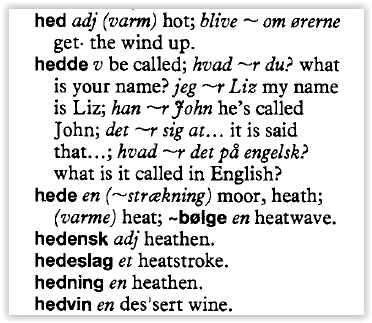 hed adj (varm) hot; blive ~ om ørerne
get· the wind up.
hedde v be called; hvad ~r du? what
is your name? jeg ~r Liz my name
is Liz; han ~r John he's called
John; det ~r sig at... it is said
that...; hvad ~r det på engelsk?
what is it called in English?
hede en (~strækning) moor, heath;
(varme) heat; ~bølge en heatwave.
hedensk adj heathen.
hedeslag et heatstroke.
hedning en heathen.
hedvin en des'sert wine.